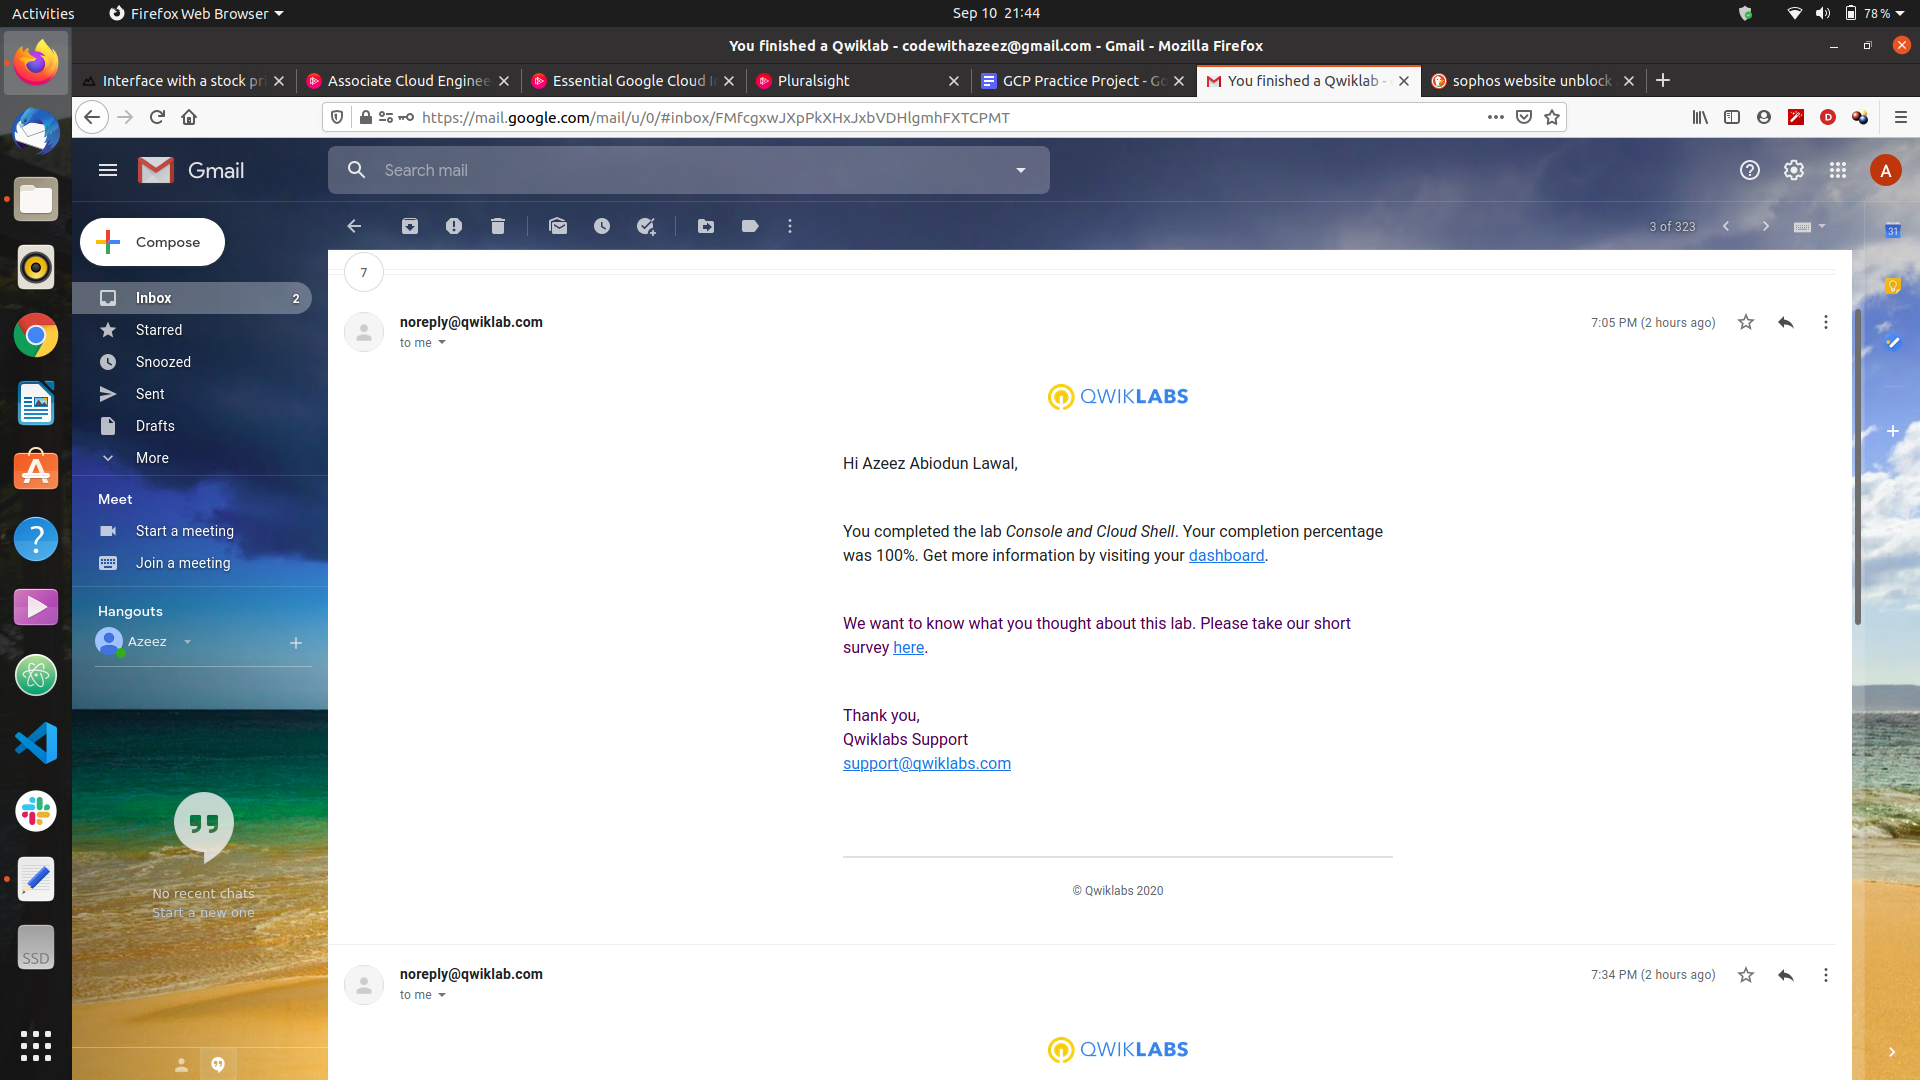 Activities
Firefox Web Browser
Sep 10 21:44
78 %
You finished a Qwiklab - codewithazeez@gmail.com - Gmail - Mozilla Firefox
Interface with a stock pri
Associate Cloud Enginee
Essential Google Cloud I
Pluralsight
GCP Practice Project - Go
You finished a Qwiklab -
sophos website unblock
https://mail.google.com/mail/u/0/#inbox/FMfcgxwJXpPkXHxJxbVDHlgmhFXTCPMT
D
Gmail
Search mail
A
Compose
3 of 323
31
Inbox
2
Starred
Snoozed
Sent
Drafts
More
Meet
Start a meeting
Join a meeting
Hangouts
Azeez
No recent chats
Start a new one
SSD
7
noreply@qwiklab.com
7:05 PM (2 hours ago)
to me
QWIKLABS
Hi Azeez Abiodun Lawal,
You completed the lab Console and Cloud Shell. Your completion percentage
was 100%. Get more information by visiting your dashboard.
We want to know what you thought about this lab. Please take our short
survey here.
Thank you,
Qwiklabs Support
support@qwiklabs.com
© Qwiklabs 2020
noreply@qwiklab.com
7:34 PM (2 hours ago)
to me
QWIKLABS